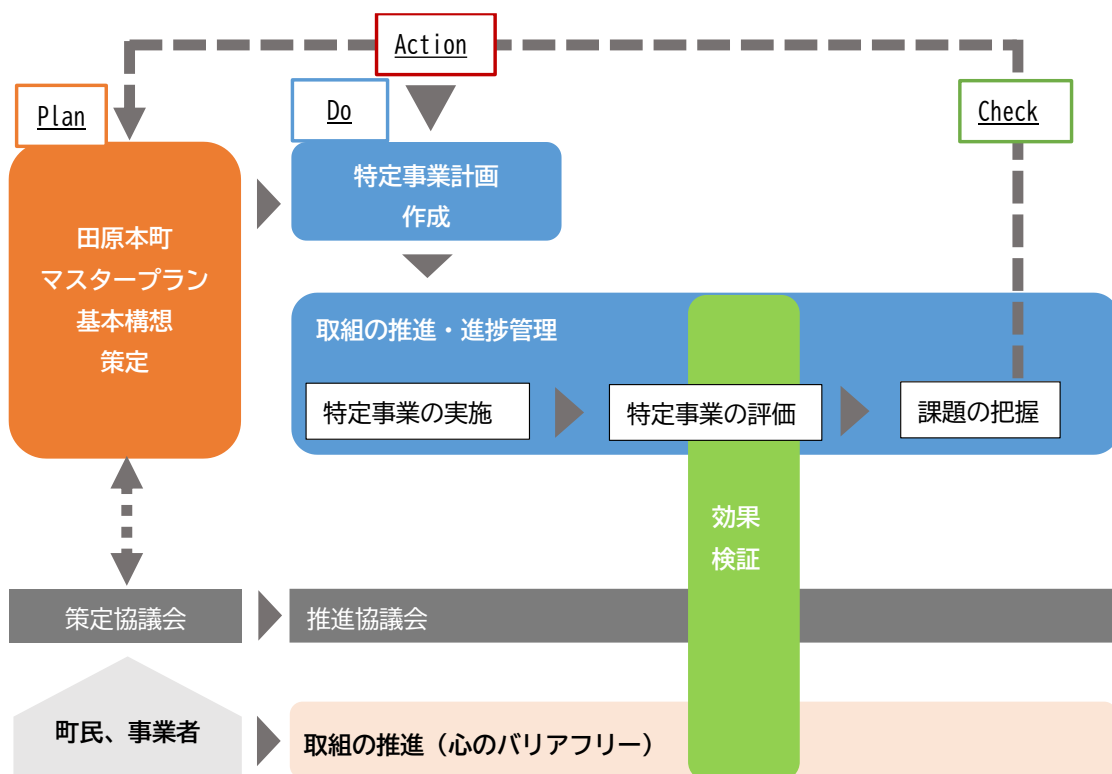 Action
Plan
Do
Check
特定事業計画
作成
田原本町
マスタープラン
基本構想
策定
取組の推進・進捗管理
特定事業の実施
特定事業の評価
課題の把握
効果
検証
策定協議会
推進協議会
町民、事業者
取組の推進（心のバリアフリー）